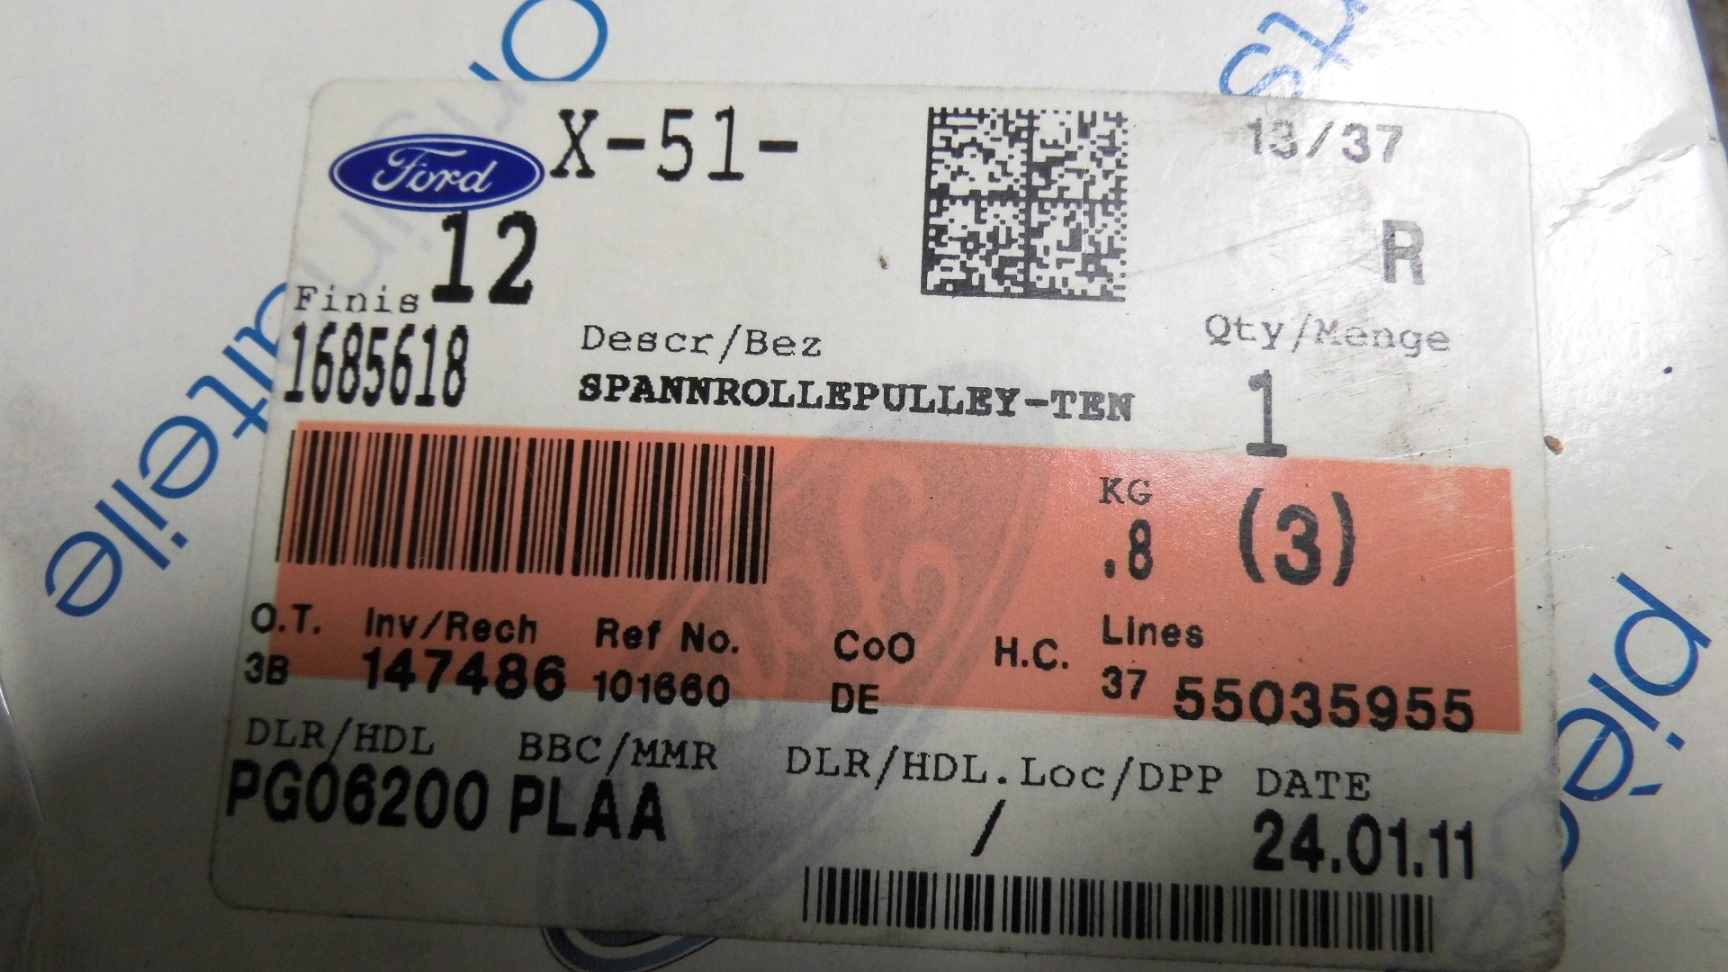 Ford
X-51-
13/37
12
R
Finis
1685618
Descr/Bez
SPANNROLLEPULLEY-TEN
Qty/Menge
1
KG
.8
(3)
O.T. Inv/Rech Ref No. CoO H.C. Lines
3B 147486 101660 DE 37 55035955
DLR/HDL BBC/MMR DLR/HDL.Loc/DPP DATE
PG06200 PLAA / 24.01.11
teile